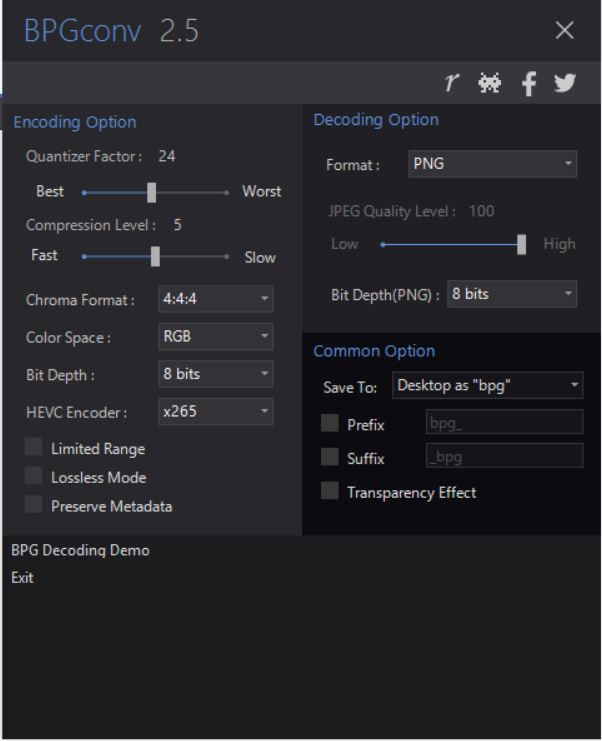 BPGconv 2.5
Encoding Option
Quantizer Factor : 24
Best Worst
Compression Level : 5
Fast Slow
Chroma Format : 4:4:4
Color Space : RGB
Bit Depth : 8 bits
HEVC Encoder : x265
Limited Range
Lossless Mode
Preserve Metadata
Decoding Option
Format : PNG
JPEG Quality Level : 100
Low High
Bit Depth(PNG) : 8 bits
Common Option
Save To: Desktop as "bpg"
Prefix bpg_
Suffix _bpg
Transparency Effect
BPG Decoding Demo
Exit